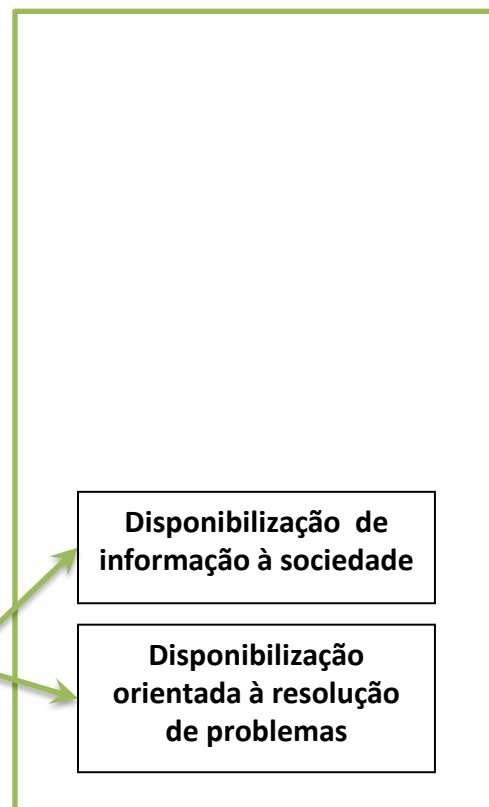 Disponibilização de
informação à sociedade
Disponibilização
orientada à resolução
de problemas